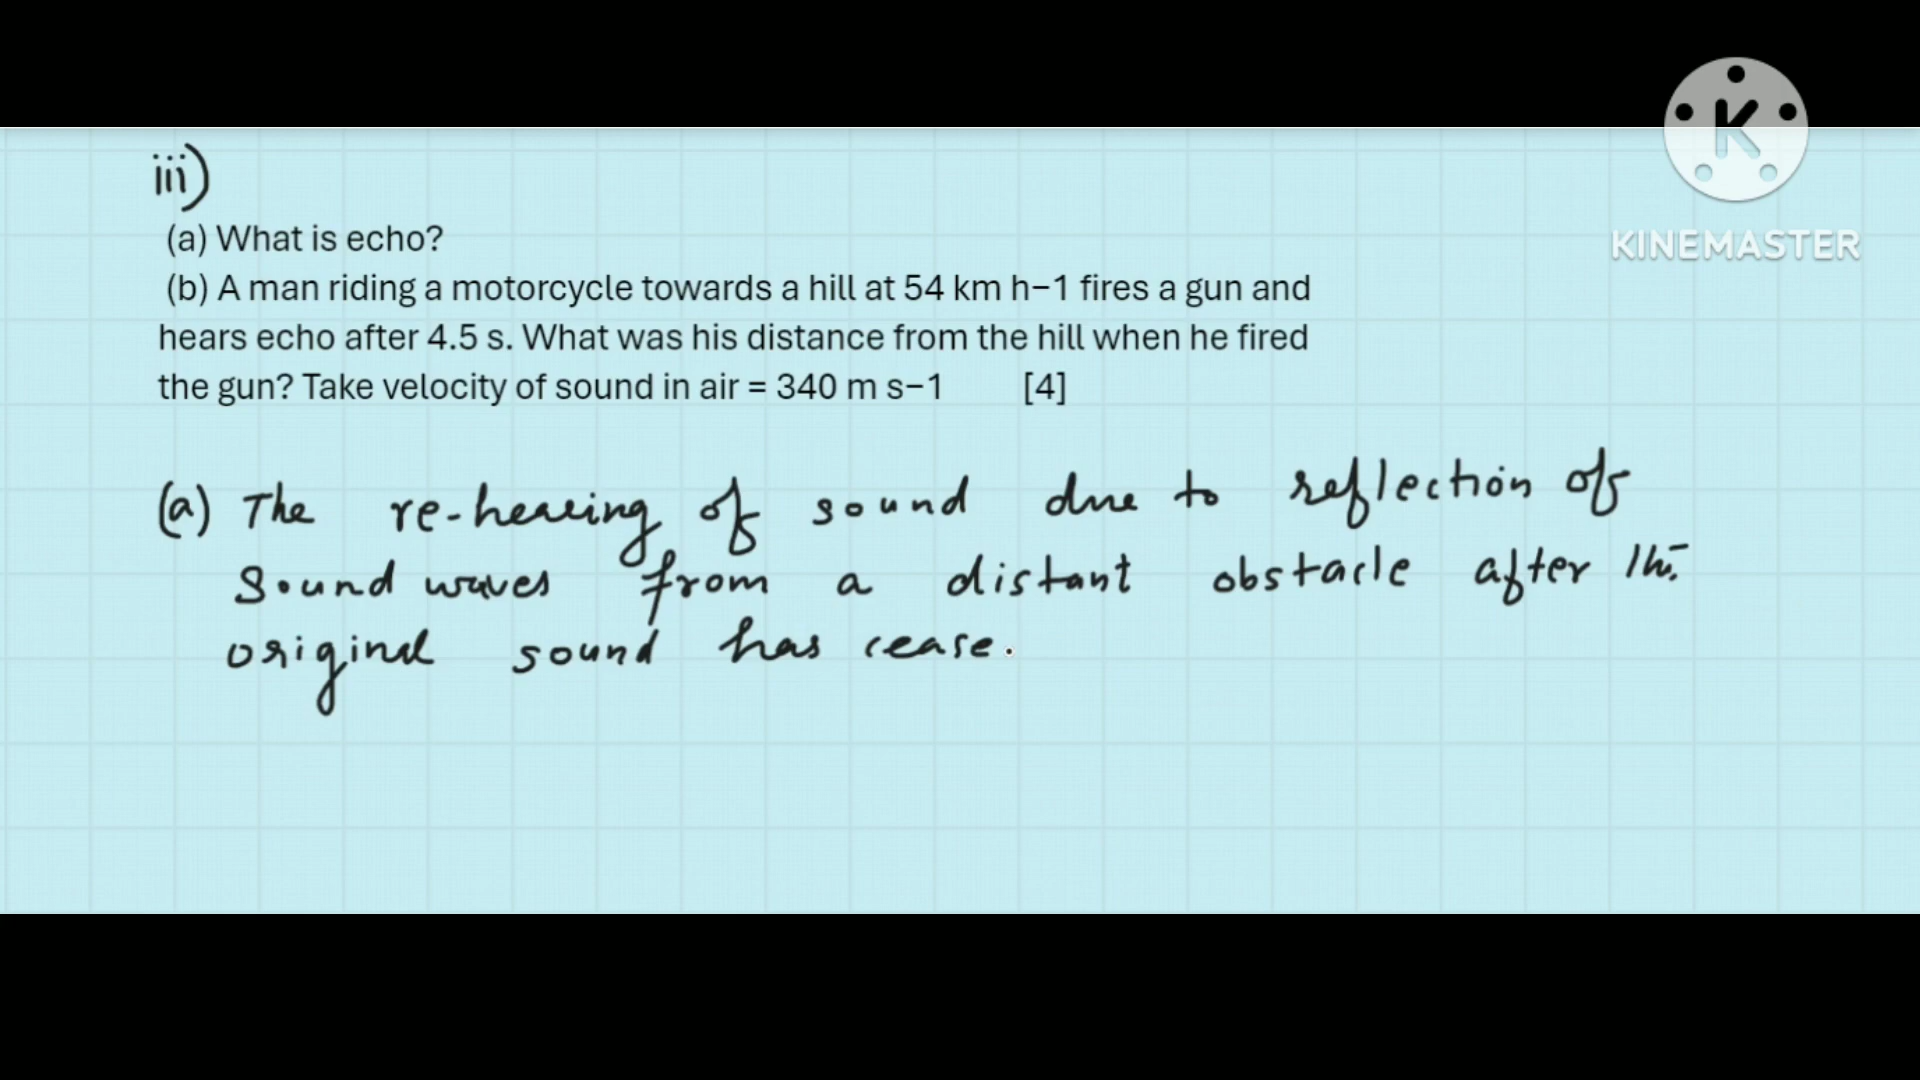 KINEMASTER
iii)
(a) What is echo?
(b) A man riding a motorcycle towards a hill at 54 km h−1 fires a gun and
hears echo after 4.5 s. What was his distance from the hill when he fired
the gun? Take velocity of sound in air = 340 m s−1 [4]
(a) The re-hearing of sound due to reflection of
Sound waves from a distant obstacle after the
original sound has cease.